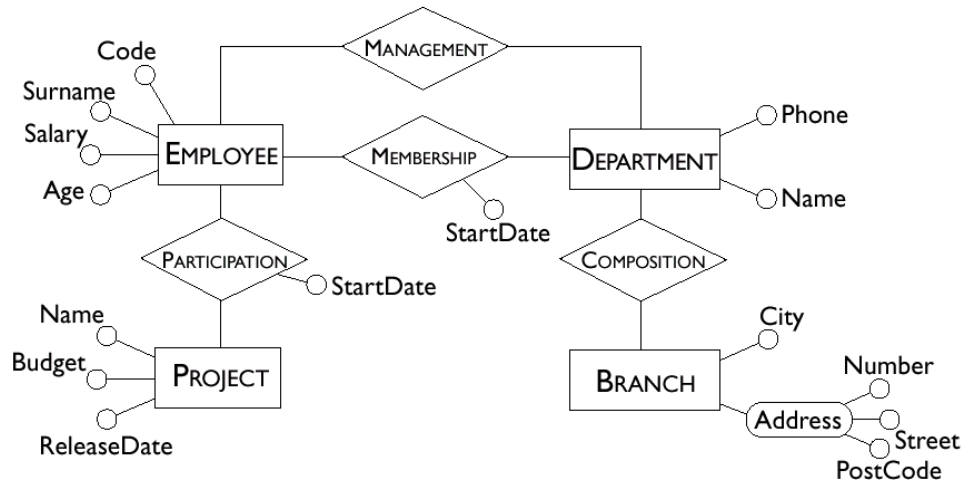 MANAGEMENT
Code
Surname
Salary
Age
EMPLOYEE
MEMBERSHIP
StartDate
DEPARTMENT
Phone
Name
PARTICIPATION
StartDate
COMPOSITION
Name
Budget
ReleaseDate
PROJECT
BRANCH
City
Address
Number
Street
PostCode